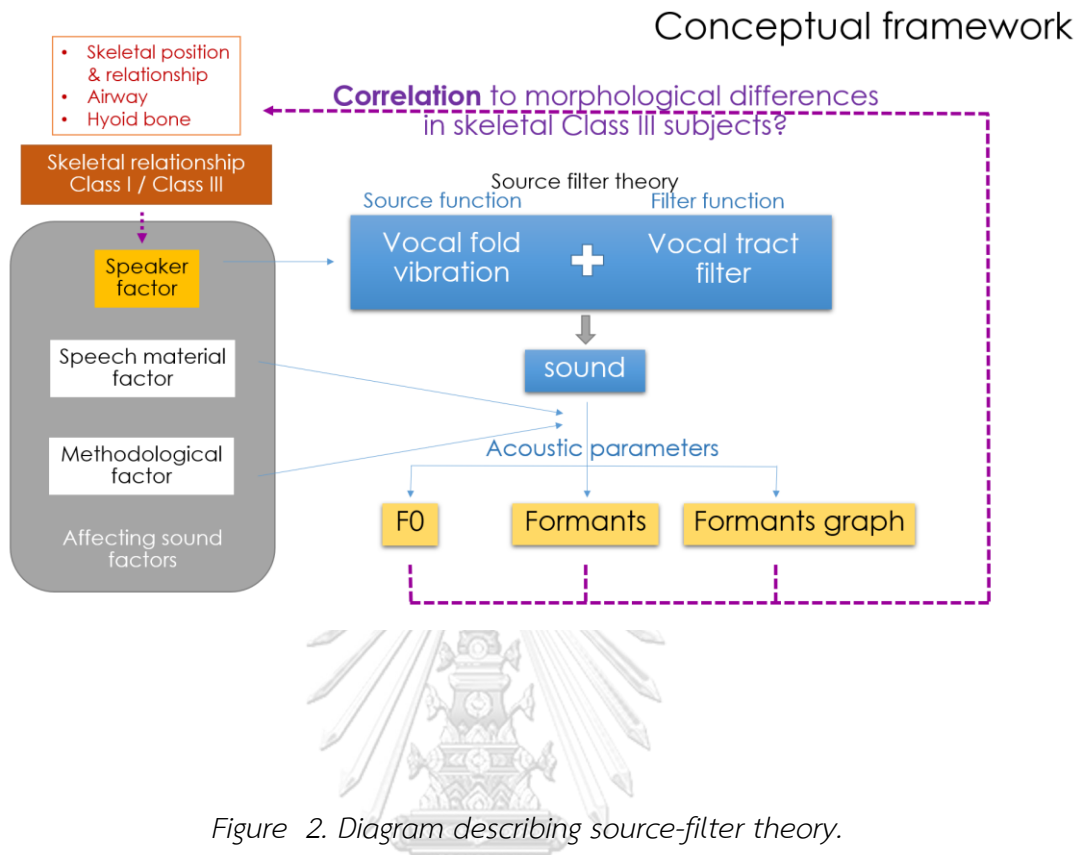 Conceptual framework
• Skeletal position
& relationship
• Airway
• Hyoid bone
Correlation to morphological differences
in skeletal Class III subjects?
Skeletal relationship
Class I / Class III
Source filter theory
Source function
Filter function
Vocal fold
vibration
Vocal tract
filter
Speaker
factor
Speech material
factor
Methodological
factor
Affecting sound
factors
sound
Acoustic parameters
F0
Formants
Formants graph
Figure 2. Diagram describing source-filter theory.